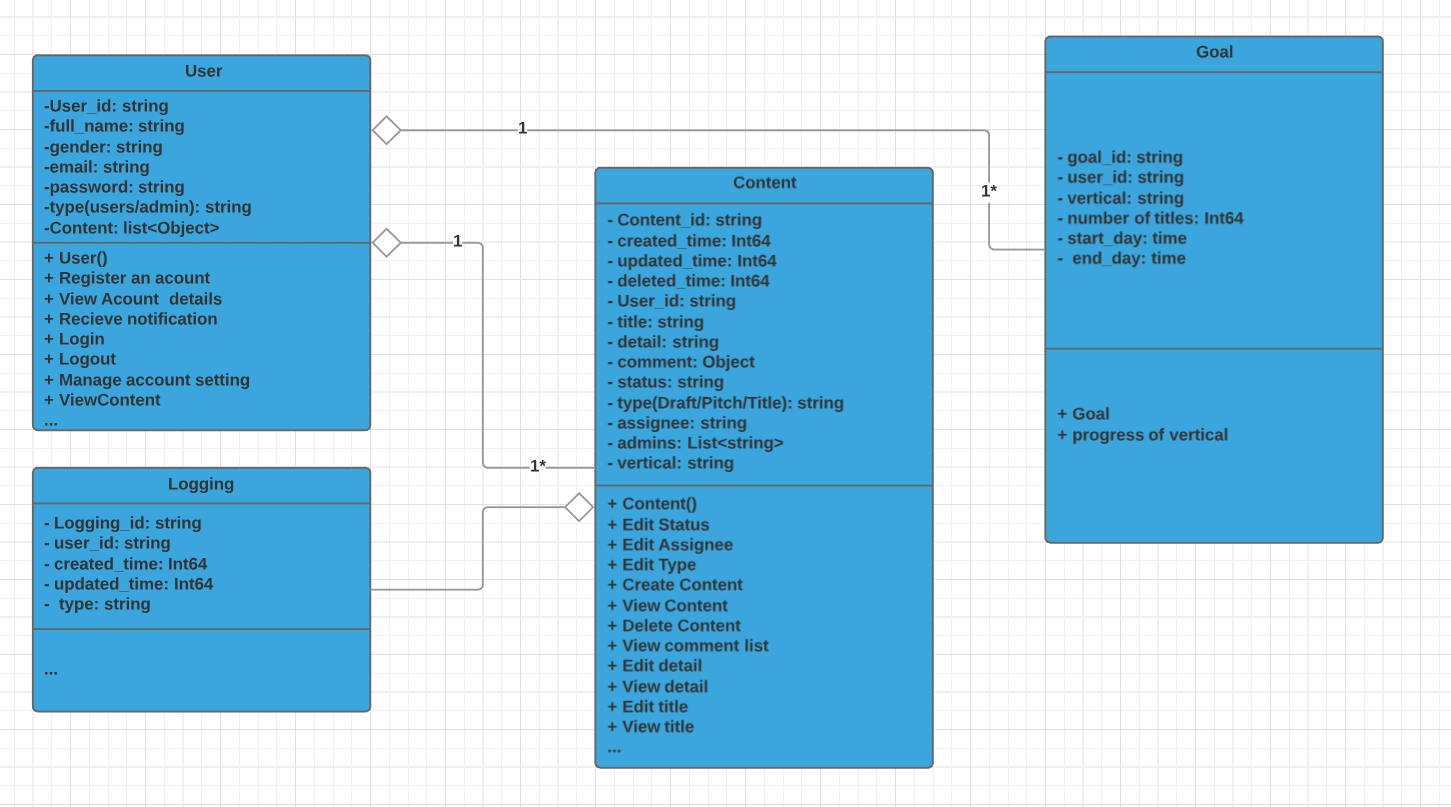 User
-User_id: string
-full_name: string
-gender: string
-email: string
-password: string
-type(users/admin): string
-Content: list<Object>
+ User()
+ Register an acount
+ View Acount  details
+ Recieve notification
+ Login
+ Logout
+ Manage account setting
+ ViewContent
...
Logging
- Logging_id: string
- user_id: string
- created_time: Int64
- updated_time: Int64
-  type: string
...
1
1*
1
1*
Content
- Content_id: string
- created_time: Int64
- updated_time: Int64
- deleted_time: Int64
- User_id: string
- title: string
- detail: string
- comment: Object
- status: string
- type(Draft/Pitch/Title): string
- assignee: string
- admins: List<string>
- vertical: string
+ Content()
+ Edit Status
+ Edit Assignee
+ Edit Type
+ Create Content
+ View Content
+ Delete Content
+ View comment list
+ Edit detail
+ View detail
+ Edit title
+ View title
...
Goal
- goal_id: string
- user_id: string
- vertical: string
- number of titles: Int64
- start_day: time
-  end_day: time
+ Goal
+ progress of vertical